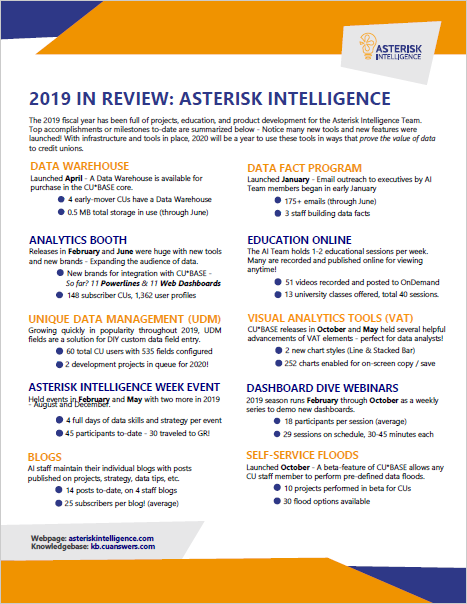 ASTERISK
INTELLIGENCE
2019 IN REVIEW: ASTERISK INTELLIGENCE
The 2019 fiscal year has been full of projects, education, and product development for the Asterisk Intelligence Team.
Top accomplishments or milestones to-date are summarized below - Notice many new tools and new features were
launched! With infrastructure and tools in place, 2020 will be a year to use these tools in ways that prove the value of data
to credit unions.
DATA WAREHOUSE
Launched April - A Data Warehouse is available for
purchase in the CU*BASE core.
4 early-mover CUs have a Data Warehouse
0.5 MB total storage in use (through June)
ANALYTICS BOOTH
Releases in February and June were huge with new tools
and new brands - Expanding the audience of data.
New brands for integration with CU*BASE -
So far? 11 Powerlines & 11 Web Dashboards
148 subscriber CUs, 1,362 user profiles
UNIQUE DATA MANAGEMENT (UDM)
Growing quickly in popularity throughout 2019, UDM
fields are a solution for DIY custom data field entry.
60 total CU users with 535 fields configured
2 development projects in queue for 2020!
ASTERISK INTELLIGENCE WEEK EVENT
Held events in February and May with two more in 2019
- August and December.
4 full days of data skills and strategy per event
45 participants to-date - 30 traveled to GR!
BLOGS
AI staff maintain their individual blogs with posts
published on projects, strategy, data tips, etc.
14 posts to-date, on 4 staff blogs
25 subscribers per blog! (average)
DATA FACT PROGRAM
Launched January - Email outreach to executives by AI
Team members began in early January
175+ emails (through June)
3 staff building data facts
EDUCATION ONLINE
The AI Team holds 1-2 educational sessions per week.
Many are recorded and published online for viewing
anytime!
51 videos recorded and posted to OnDemand
13 university classes offered, total 40 sessions.
VISUAL ANALYTICS TOOLS (VAT)
CU*BASE releases in October and May held several helpful
advancements of VAT elements - perfect for data analysts!
2 new chart styles (Line & Stacked Bar)
252 charts enabled for on-screen copy / save
DASHBOARD DIVE WEBINARS
2019 season runs February through October as a weekly
series to demo new dashboards.
18 participants per session (average)
29 sessions on schedule, 30-45 minutes each
SELF-SERVICE FLOODS
Launched October - A beta-feature of CU*BASE allows any
CU staff member to perform pre-defined data floods.
10 projects performed in beta for CUs
30 flood options available
Webpage: asteriskintelligence.com
Knowledgebase: kb.cuanswers.com